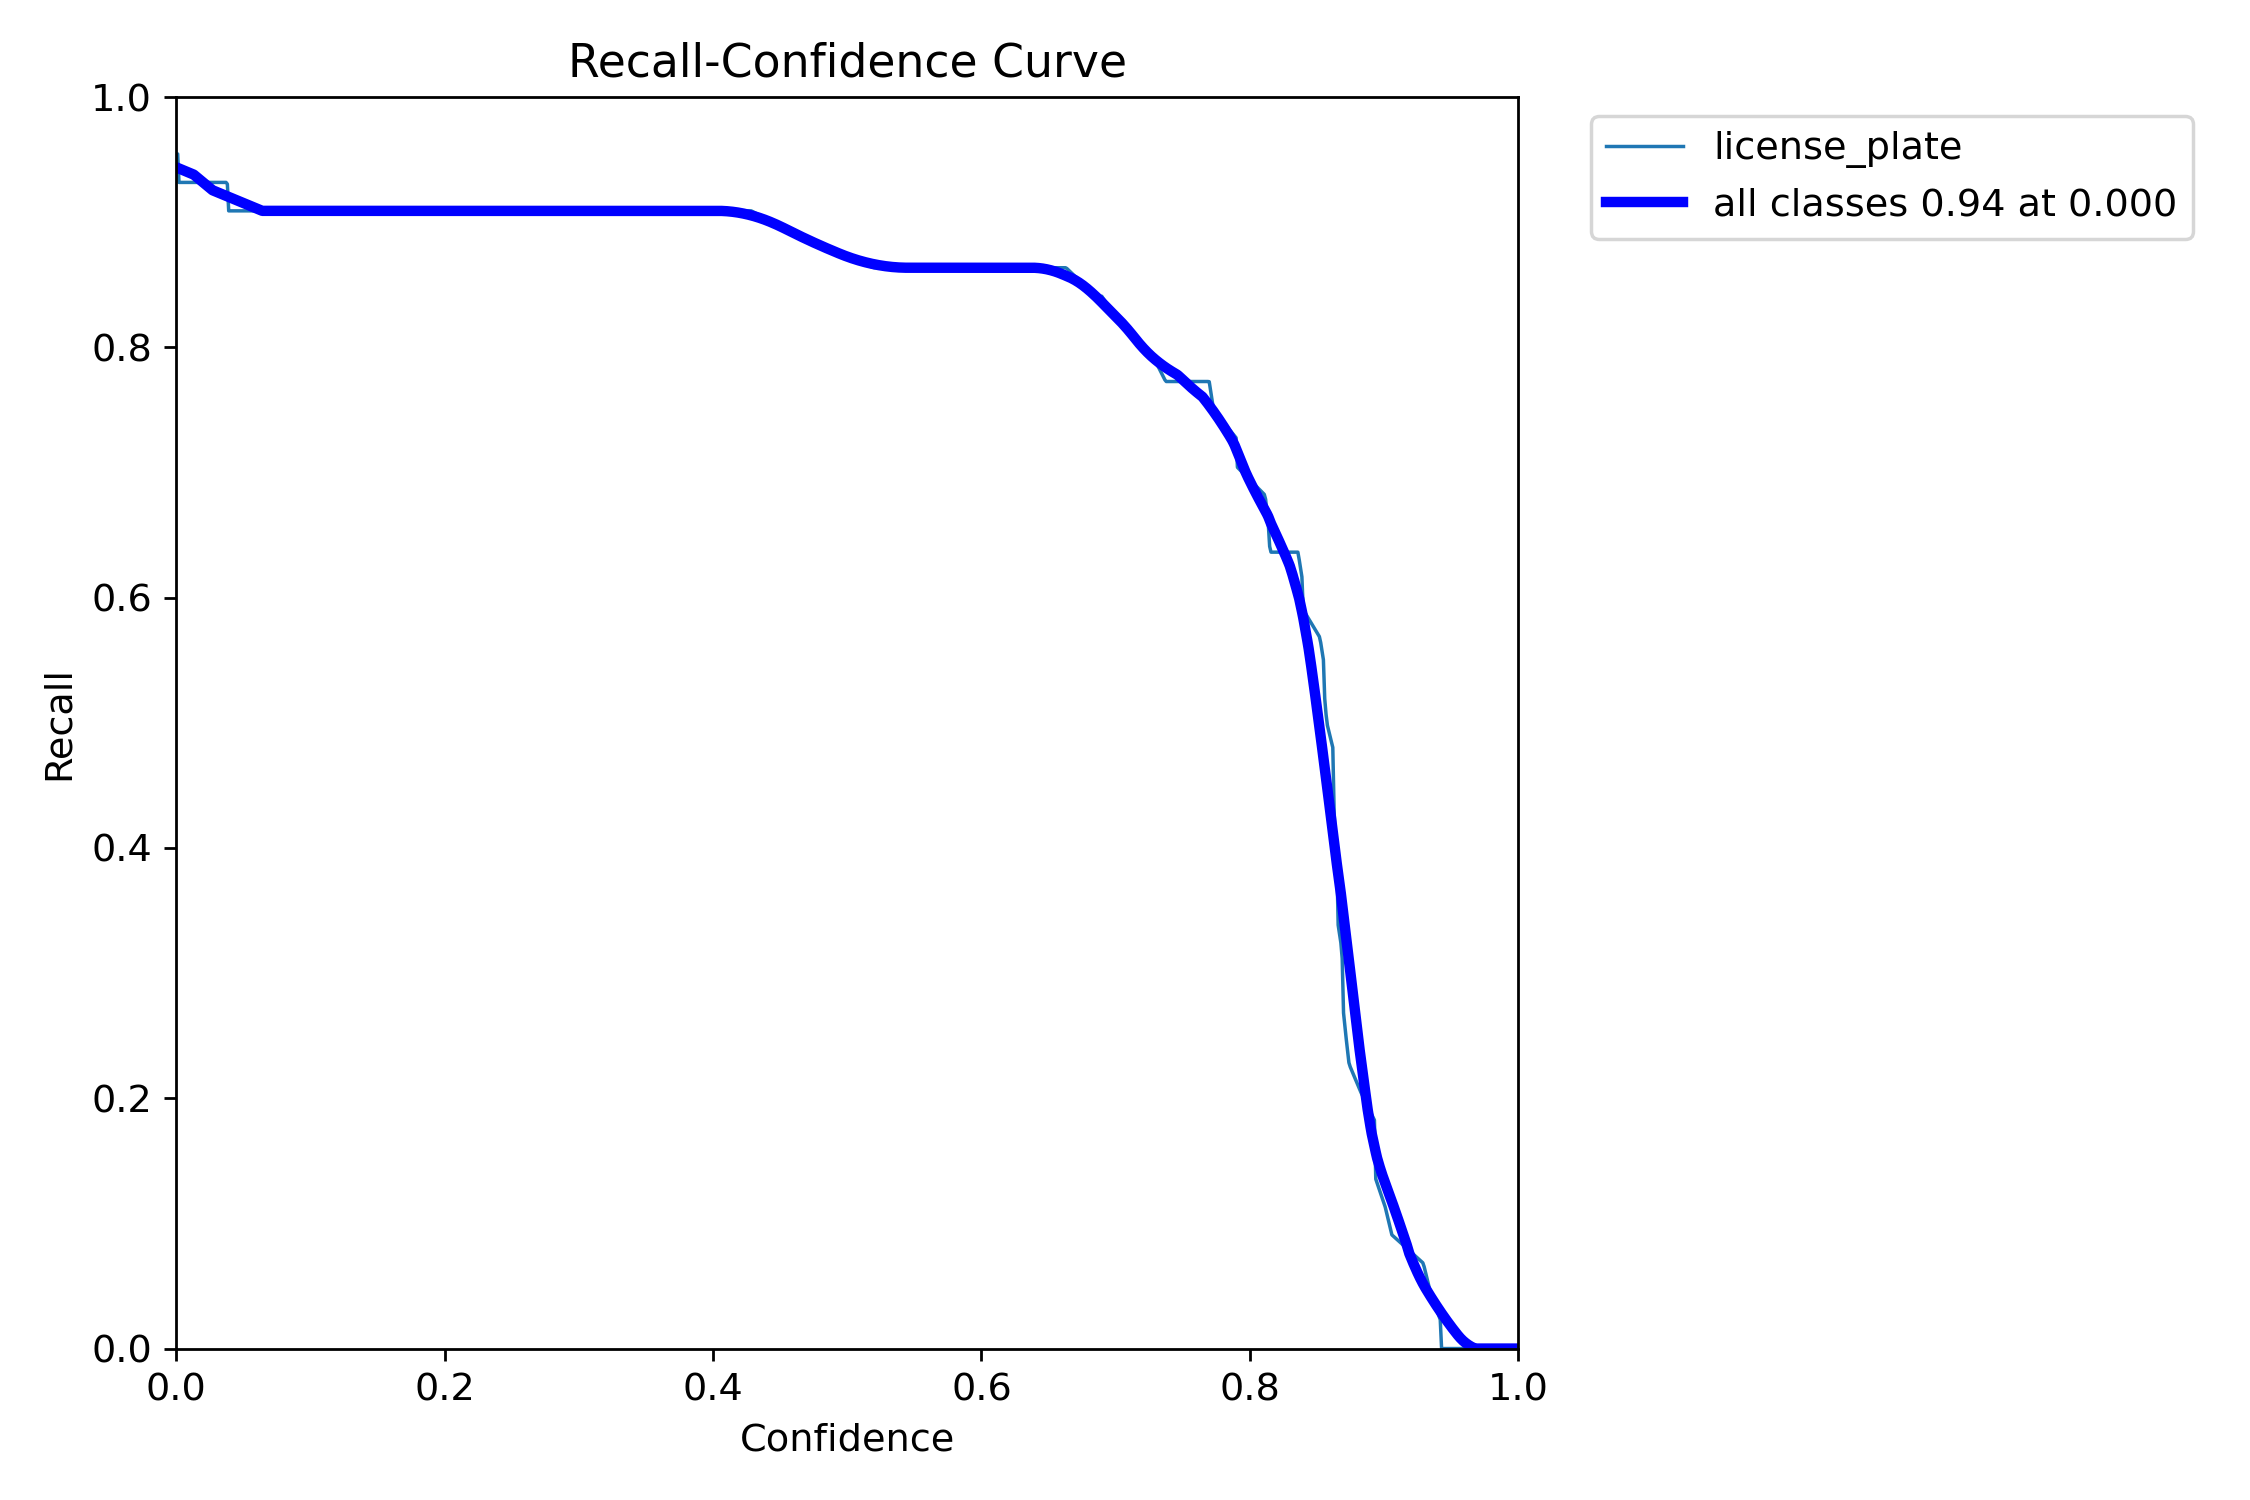 Recall-Confidence Curve
1.0
0.8
0.6
0.4
0.2
0.0
Recall
0.0 0.2 0.4 0.6 0.8 1.0
Confidence
license_plate
all classes 0.94 at 0.000